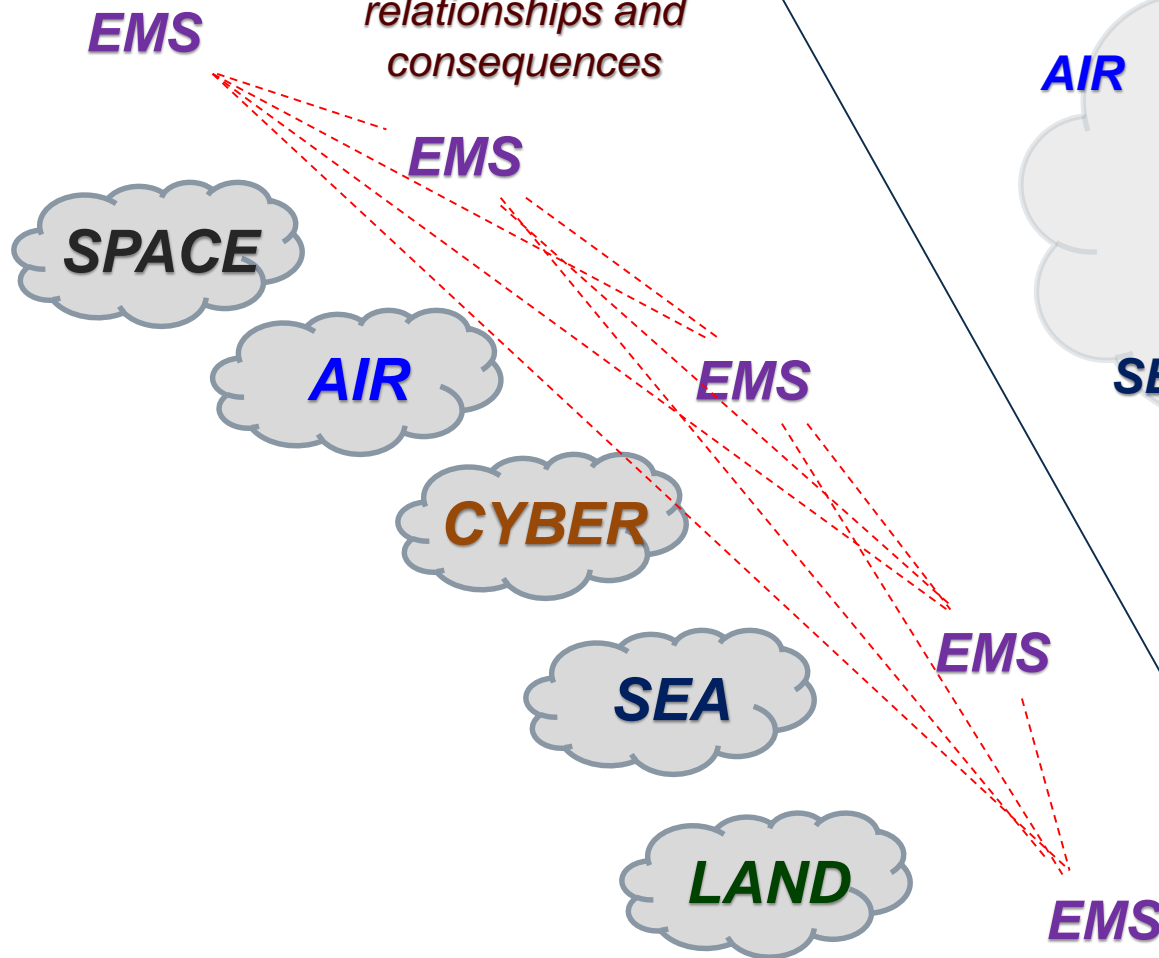 EMS
relationships and
consequences
AIR
EMS
SPACE
AIR
EMS
CYBER
EMS
SEA
LAND
EMS